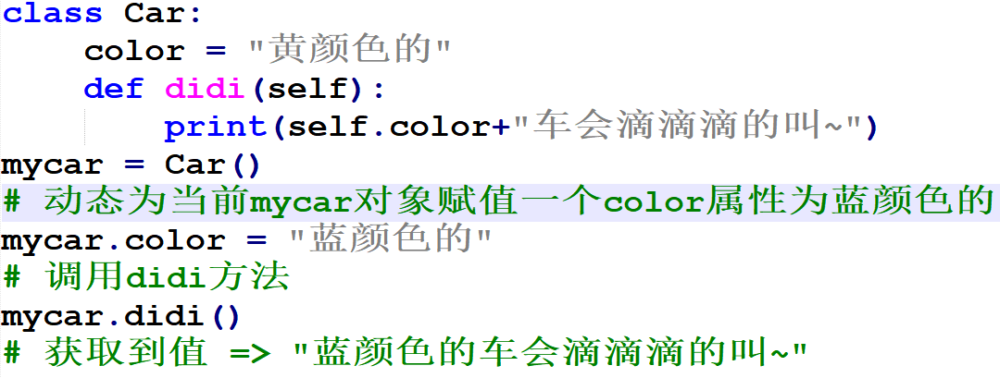 class Car:
    color = "黄颜色的"
    def didi(self):
        print(self.color+"车会滴滴滴的叫~")
mycar = Car()
# 动态为当前mycar对象赋值一个color属性为蓝颜色的
mycar.color = "蓝颜色的"
# 调用didi方法
mycar.didi()
# 获取到值 => "蓝颜色的车会滴滴滴的叫~"